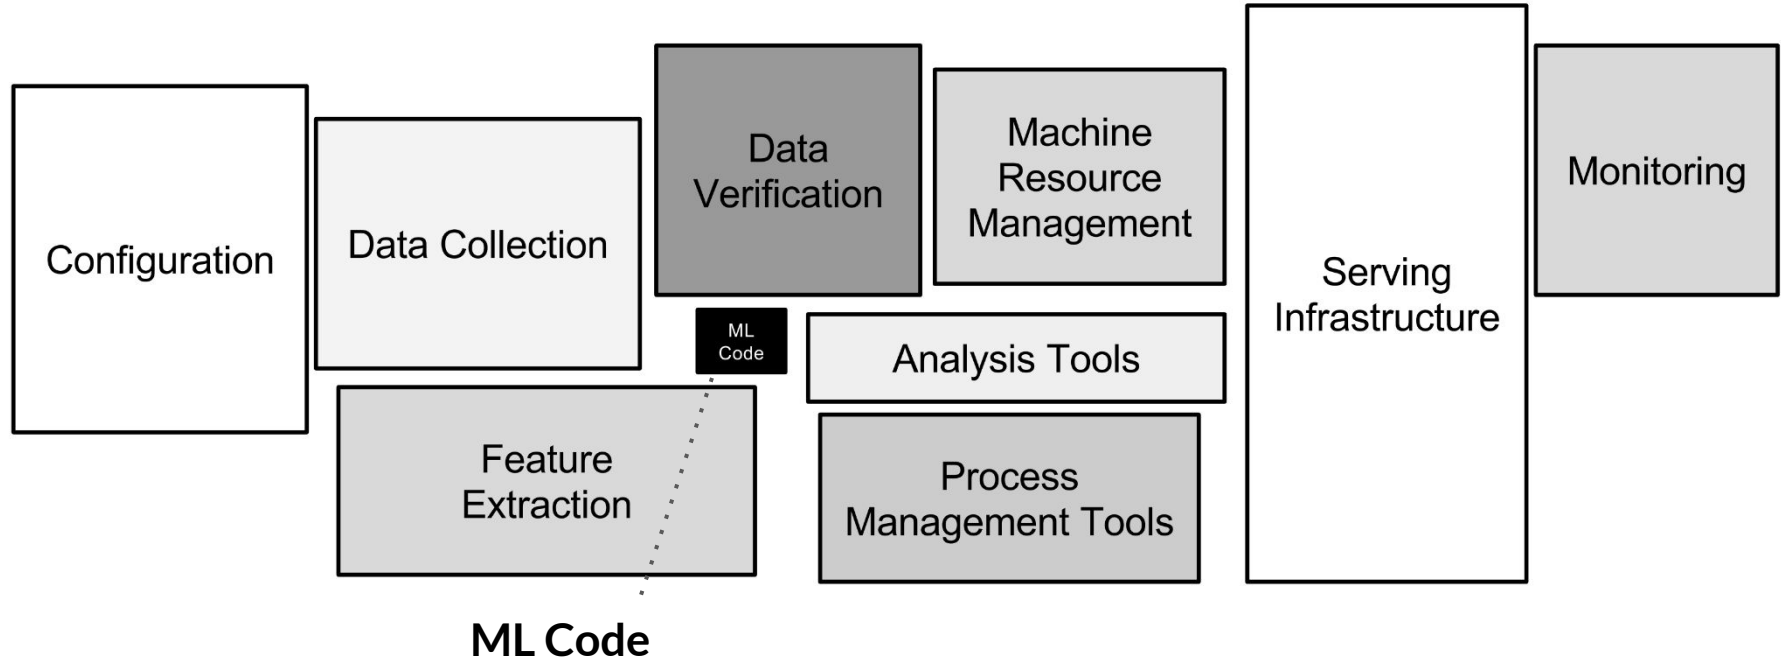 Configuration
Data Collection
Data
Verification
Machine
Resource
Management
Serving
Infrastructure
Monitoring
ML
Code
Analysis Tools
Feature
Extraction
Process
Management Tools
ML Code